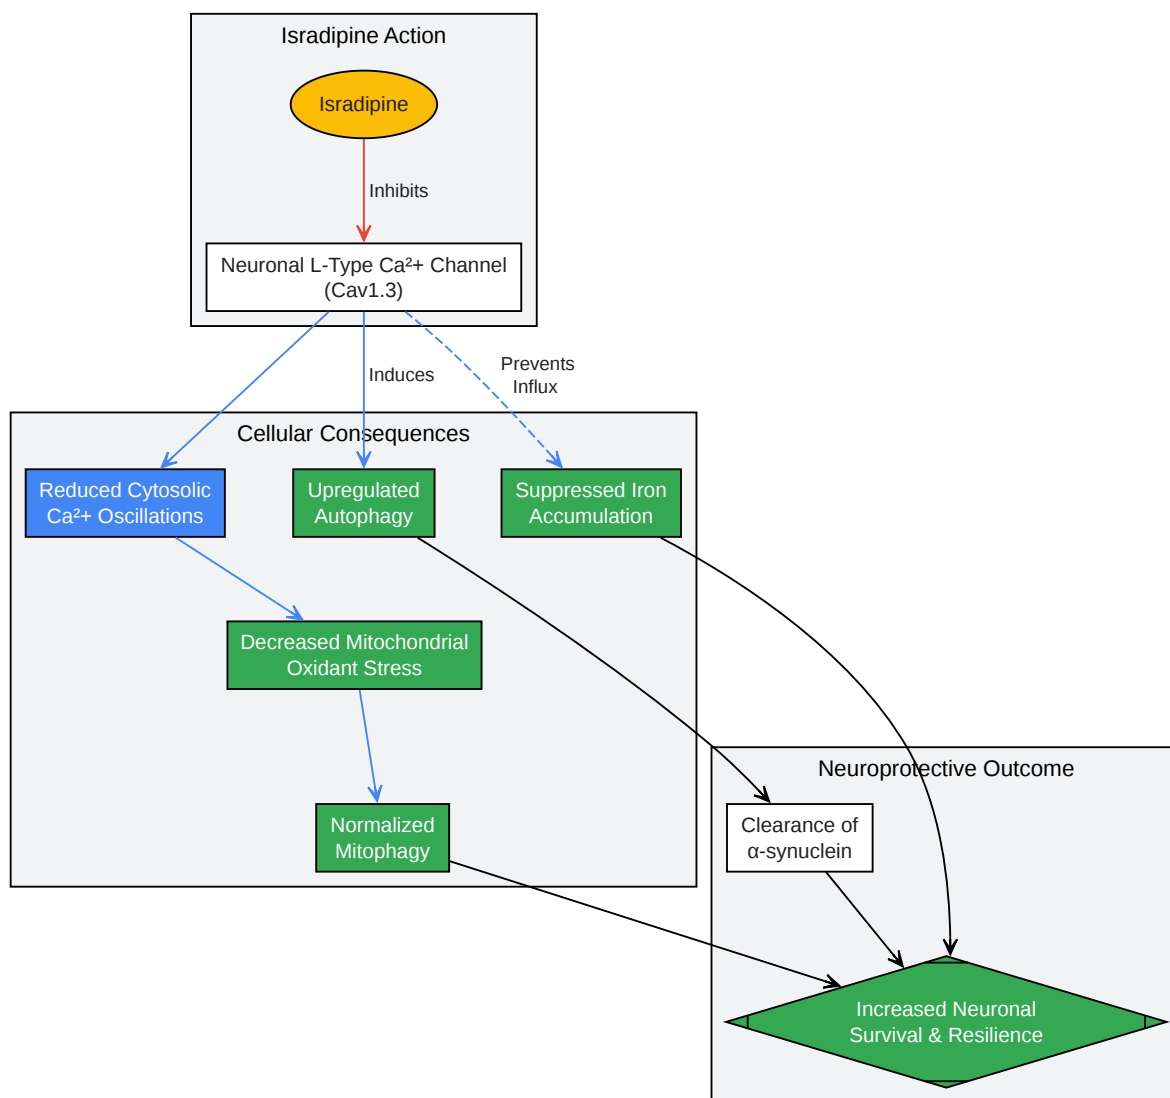 Isradipine Action
Isradipine
Inhibits
Neuronal L-Type Ca²+ Channel
(Cav1.3)
Induces
Prevents
Influx
Cellular Consequences
Reduced Cytosolic
Ca²+ Oscillations
Upregulated
Autophagy
Suppressed Iron
Accumulation
Decreased Mitochondrial
Oxidant Stress
Normalized
Mitophagy
Neuroprotective Outcome
Clearance of
α-synuclein
Increased Neuronal
Survival & Resilience